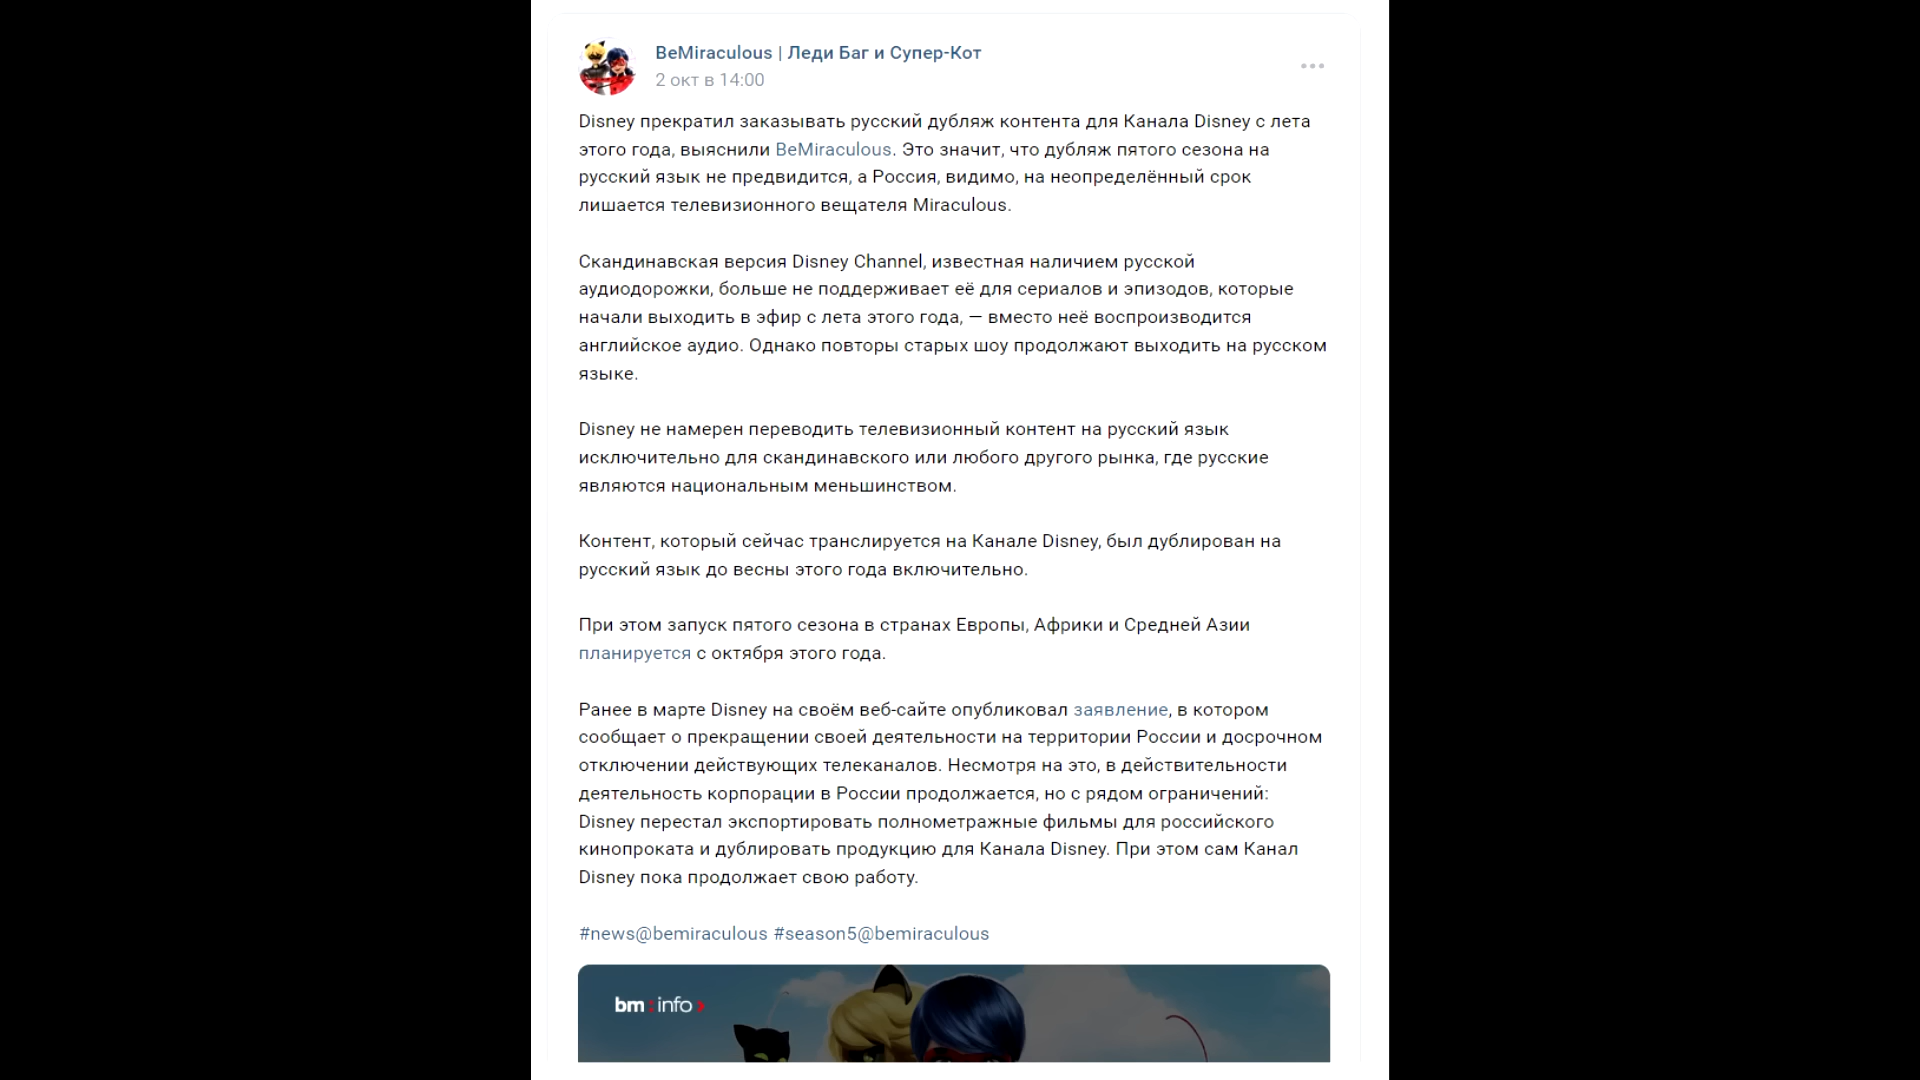 BeMiraculous | Леди Баг и Супер-Кот
2 окт в 14:00
Disney прекратил заказывать русский дубляж контента для Канала Disney с лета
этого года, выяснили BeMiraculous. Это значит, что дубляж пятого сезона на
русский язык не предвидится, а Россия, видимо, на неопределённый срок
лишается телевизионного вещателя Miraculous.
Скандинавская версия Disney Channel, известная наличием русской
аудиодорожки, больше не поддерживает её для сериалов и эпизодов, которые
начали выходить в эфир с лета этого года, — вместо неё воспроизводится
английское аудио. Однако повторы старых шоу продолжают выходить на русском
языке.
Disney не намерен переводить телевизионный контент на русский язык
исключительно для скандинавского или любого другого рынка, где русские
являются национальным меньшинством.
Контент, который сейчас транслируется на Канале Disney, был дублирован на
русский язык до весны этого года включительно.
При этом запуск пятого сезона в странах Европы, Африки и Средней Азии
планируется с октября этого года.
Ранее в марте Disney на своём веб-сайте опубликовал заявление, в котором
сообщает о прекращении своей деятельности на территории России и досрочном
отключении действующих телеканалов. Несмотря на это, в действительности
деятельность корпорации в России продолжается, но с рядом ограничений:
Disney перестал экспортировать полнометражные фильмы для российского
кинопроката и дублировать продукцию для Канала Disney. При этом сам Канал
Disney пока продолжает свою работу.
#news@bemiraculous #season5@bemiraculous
bm:info